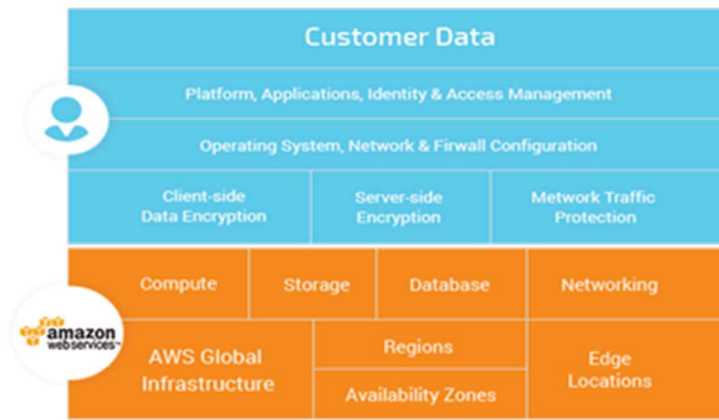 Customer Data
Platform, Applications, Identity & Access Management
Operating System, Network & Firwall Configuration
Client-side
Data Encryption
Server-side
Encryption
Metwork Traffic
Protection
Compute
Storage
Database
Networking
amazon
webservices™
AWS Global
Infrastructure
Regions
Availability Zones
Edge
Locations